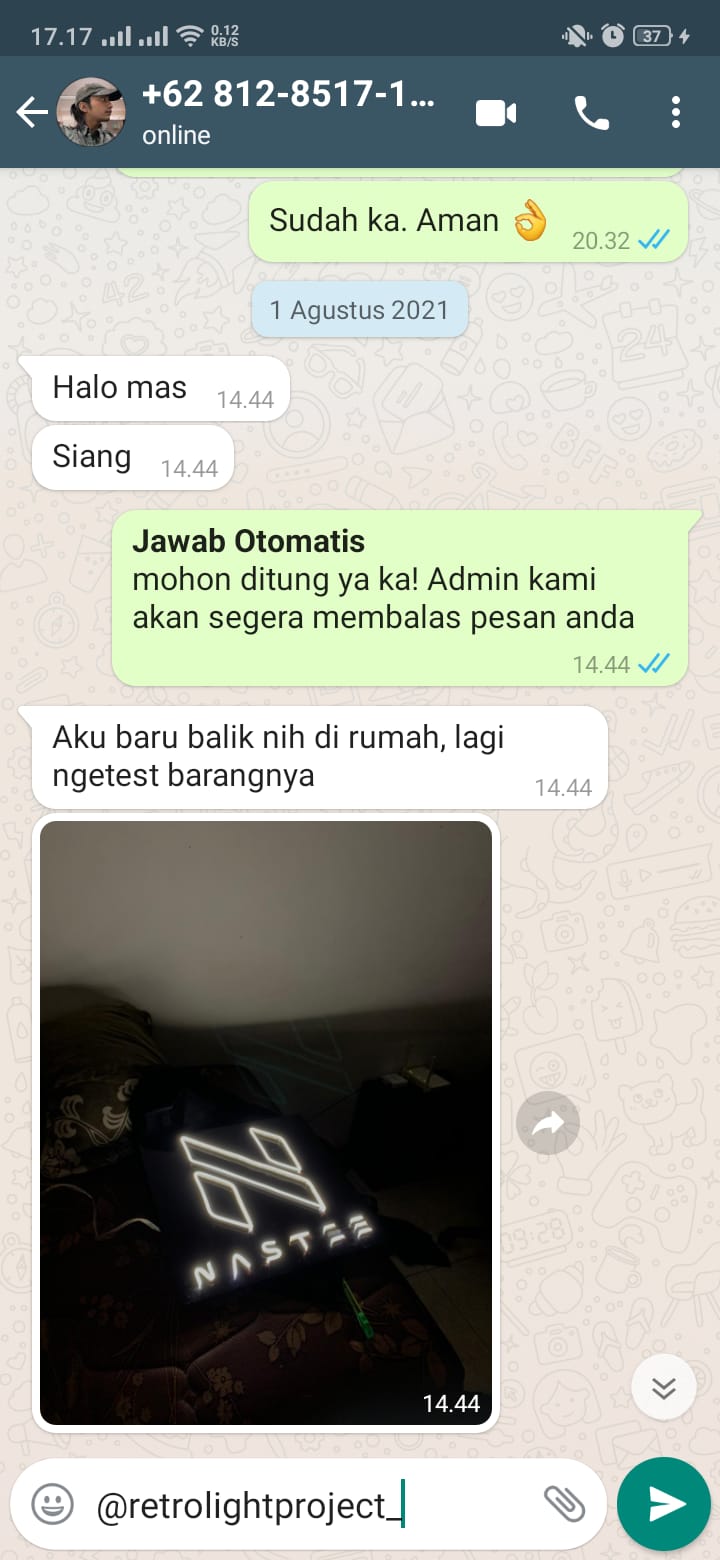 17.17
0.12
KB/S
37
+62 812-8517-1...
online
Sudah ka. Aman 👌
20.32
1 Agustus 2021
Halo mas
14.44
Siang
14.44
Jawab Otomatis
mohon ditung ya ka! Admin kami
akan segera membalas pesan anda
14.44
Aku baru balik nih di rumah, lagi
ngetest barangnya
14.44
NASTEE
14.44
@retrolightproject_